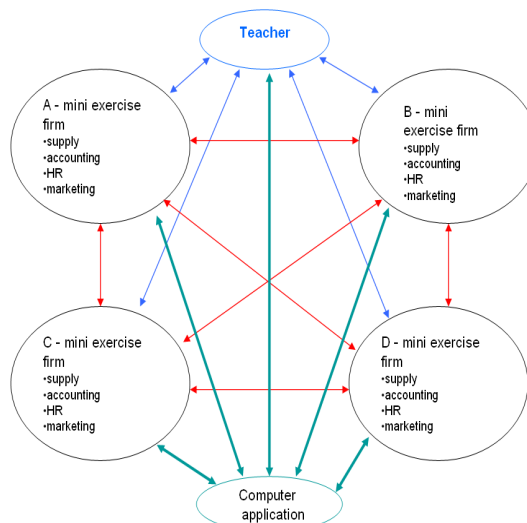 Teacher
A - mini exercise
firm
•supply
•accounting
•HR
•marketing
B - mini
exercise firm
•supply
•accounting
•HR
•marketing
C - mini exercise
firm
•supply
•accounting
•HR
•marketing
D - mini exercise
firm
•supply
•accounting
•HR
•marketing
Computer
application